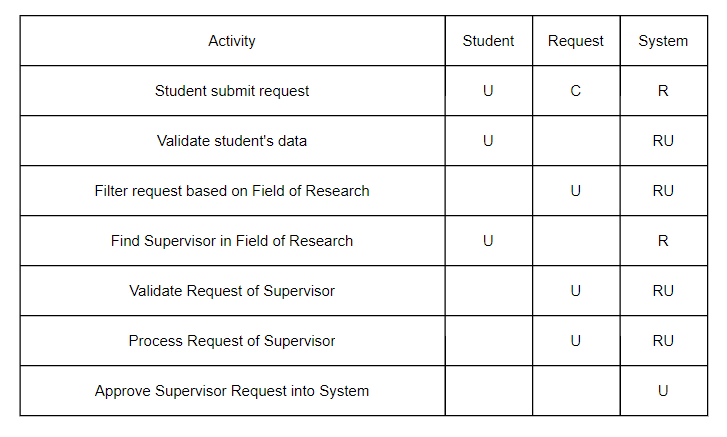 Activity Student Request System
Student submit request U C R
Validate student's data U RU
Filter request based on Field of Research U RU
Find Supervisor in Field of Research U R
Validate Request of Supervisor U RU
Process Request of Supervisor U RU
Approve Supervisor Request into System U